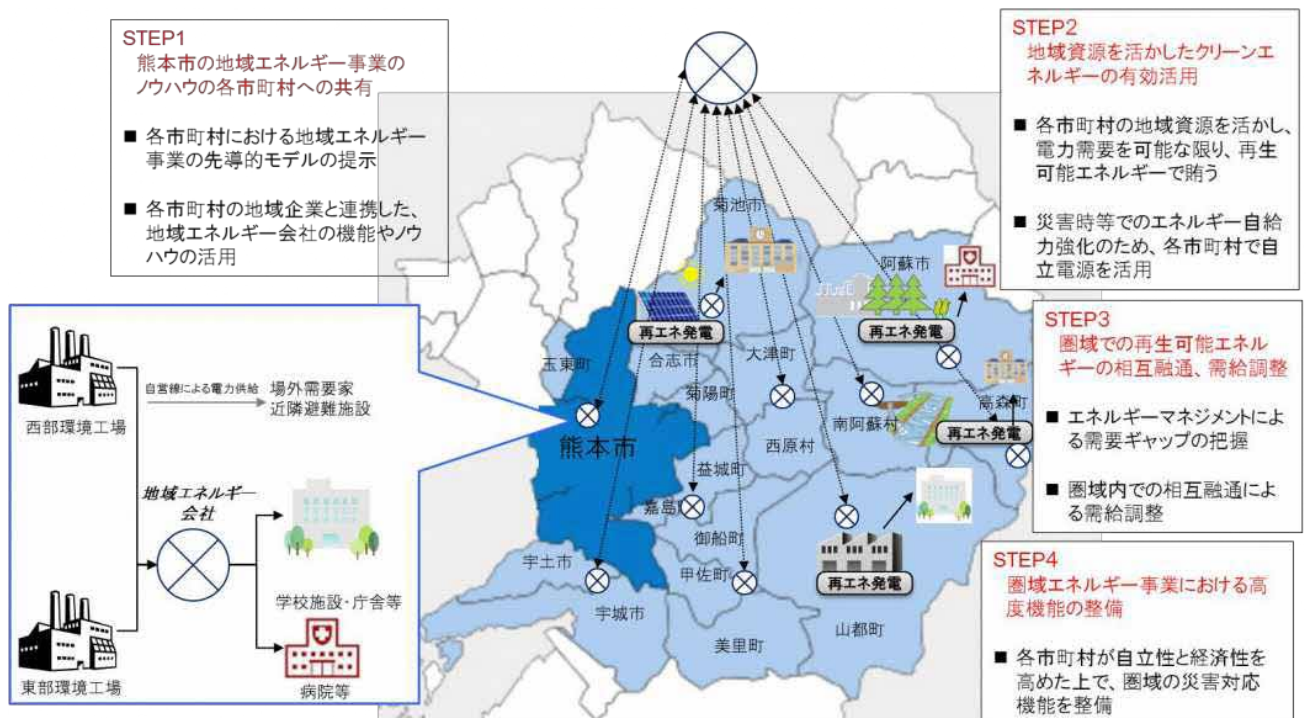 STEP1
熊本市の地域エネルギー事業の
ノウハウの各市町村への共有
■ 各市町村における地域エネルギー
事業の先導的モデルの提示
■ 各市町村の地域企業と連携した、
地域エネルギー会社の機能やノウ
ハウの活用
STEP2
地域資源を活かしたクリーンエ
ネルギーの有効活用
■ 各市町村の地域資源を活かし、
電力需要を可能な限り、再生
可能エネルギーで賄う
■ 災害時等でのエネルギー自給
力強化のため、各市町村で自
立電源を活用
STEP3
圏域での再生可能エネル
ギーの相互融通、需給調整
■ エネルギーマネジメントによ
る需要ギャップの把握
■ 圏域内での相互融通によ
る需給調整
STEP4
圏域エネルギー事業における高
度機能の整備
■ 各市町村が自立性と経済性を
高めた上で、圏域の災害対応
機能を整備
西部環境工場
自営線による電力供給
場外需要家
近隣避難施設
地域エネルギー
会社
学校施設・庁舎等
東部環境工場
病院等
菊池市
阿蘇市
再エネ発電
再エネ発電
玉東町
合志市
大津町
菊陽町
南阿蘇村
高森町
再エネ発電
熊本市
西原村
益城町
嘉島
御船町
宇土市
甲佐町
再エネ発電
宇城市
美里町
山都町